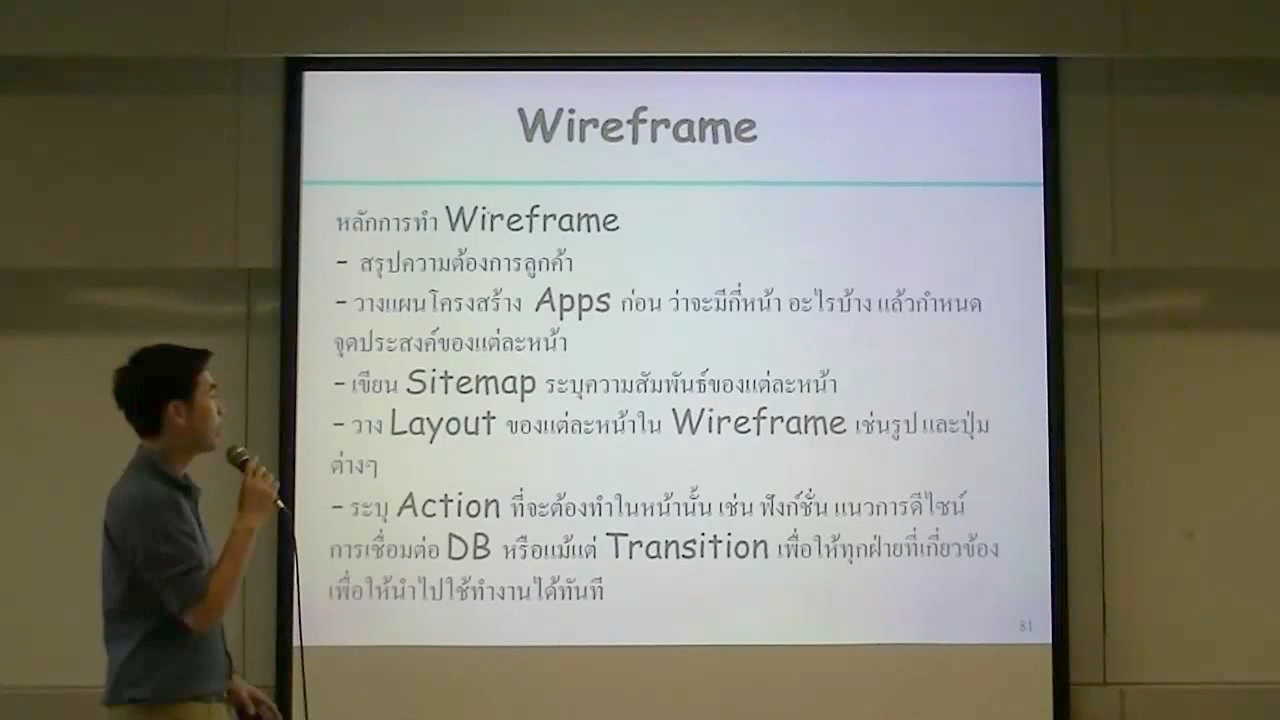 Wireframe
หลักการทำ Wireframe
- สรุปความต้องการลูกค้า
- วางแผนโครงสร้าง Apps ก่อน ว่าจะมีกี่หน้า อะไรบ้าง แล้วกำหนด
จุดประสงค์ของแต่ละหน้า
- เขียน Sitemap ระบุความสัมพันธ์ของแต่ละหน้า
- วาง Layout ของแต่ละหน้าใน Wireframe เช่นรูป และปุ่ม
ต่างๆ
- ระบุ Action ที่จะต้องทำในหน้านั้น เช่น ฟังก์ชั่น แนวการดีไซน์
การเชื่อมต่อ DB หรือแม้แต่ Transition เพื่อให้ทุกฝ่ายที่เกี่ยวข้อง
เพื่อให้นำไปใช้ทำงานได้ทันที
81